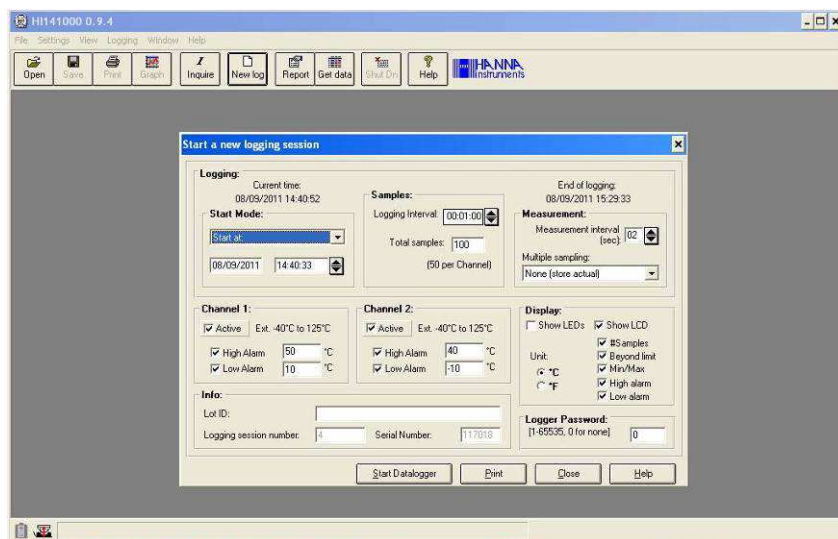 HI141000 0.9.4
File Settings View Logging Window Help
Open Save Print Graph Inquire New log Report Get data Shut Dn Help HANNA instruments
Start a new logging session
Logging:
Current time:
08/09/2011 14:40:52
Start Mode:
Start at:
08/09/2011 14:40:33
Samples:
Logging Interval: 00:01:00
Total samples: 100
(50 per Channel)
End of logging:
08/09/2011 15:29:33
Measurement:
Measurement interval
(sec): 02
Multiple sampling:
None (store actual)
Channel 1:
Active Ext. -40°C to 125°C
High Alarm 50 °C
Low Alarm 10 °C
Channel 2:
Active Ext. -40°C to 125°C
High Alarm 40 °C
Low Alarm -10 °C
Display:
Show LEDs Show LCD
#Samples
Unit: Beyond limit
°C Min/Max
°F High alarm
Low alarm
Info:
Lot ID:
Logging session number: 4 Serial Number: 117018
Logger Password:
[1-65535, 0 for none] 0
Start Datalogger Print Close Help